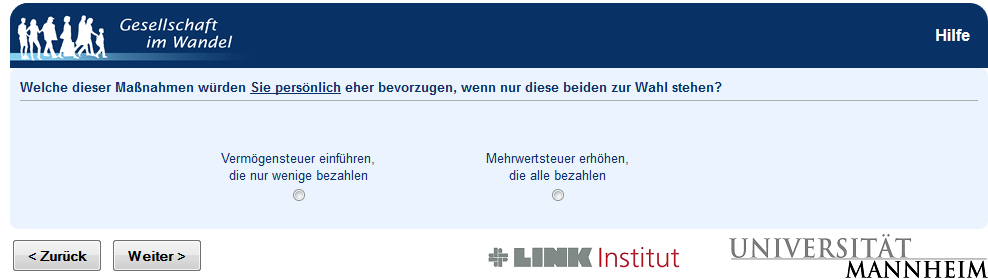 Gesellschaft
im Wandel
Hilfe
Welche dieser Maßnahmen würden Sie persönlich eher bevorzugen, wenn nur diese beiden zur Wahl stehen?
Vermögensteuer einführen,
die nur wenige bezahlen
Mehrwertsteuer erhöhen,
die alle bezahlen
< Zurück
Weiter >
LINK Institut
UNIVERSITÄT
MANNHEIM